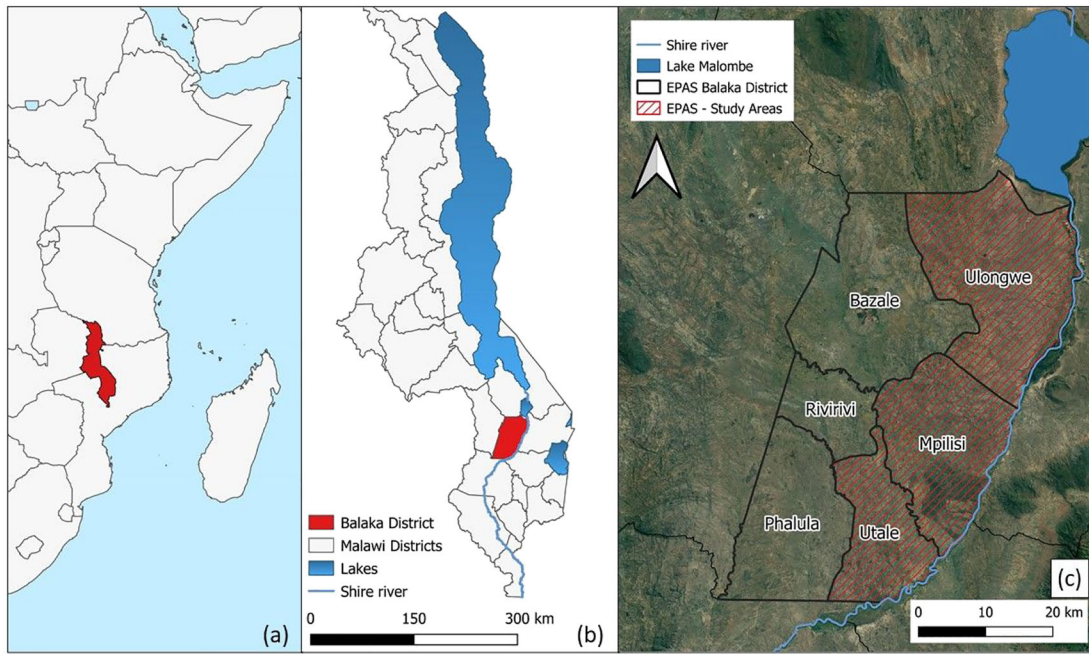 (a)
Balaka District
Malawi Districts
Lakes
Shire river
0 150 300 km
(b)
Shire river
Lake Malombe
EPAS Balaka District
EPAS - Study Areas
Ulongwe
Bazale
Rivirivi
Mpilisi
Phalula
Utale
(c)
0 10 20 km